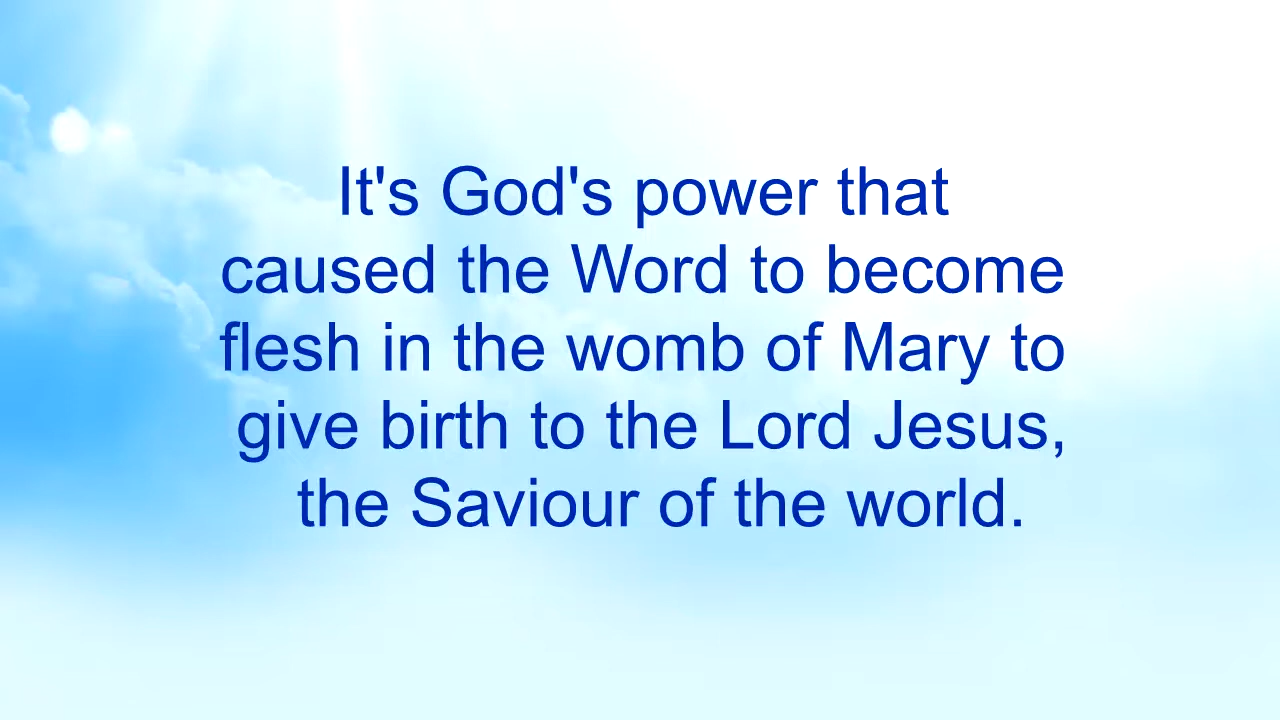 It's God's power that
caused the Word to become
flesh in the womb of Mary to
give birth to the Lord Jesus,
the Saviour of the world.